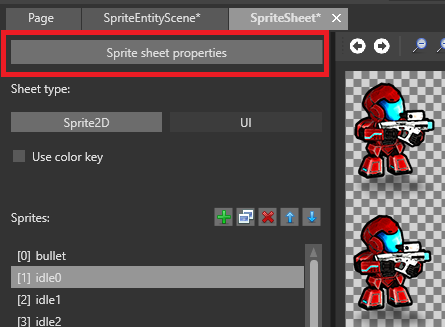 Page SpriteEntityScene* SpriteSheet*
Sprite sheet properties
Sheet type:
Sprite2D UI
Use color key
Sprites:
[0] bullet
[1] idle0
[2] idle1
[3] idle2